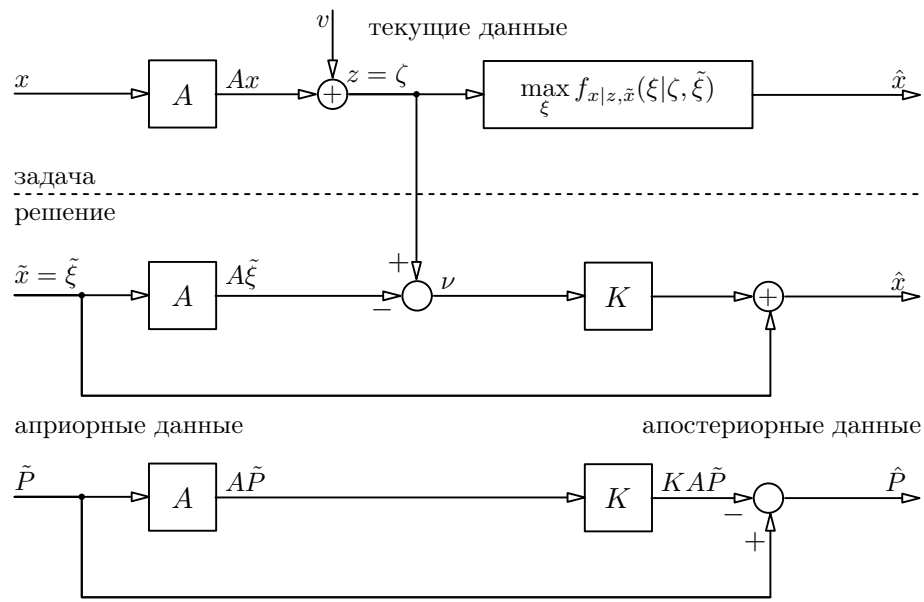 v
текущие данные
x
A
Ax
+
z = ζ
max f_{x|z,x̃}(ξ|ζ, ξ̃)
ξ
x̂
задача
решение
x̃ = ξ̃
A
Aξ̃
+
−
ν
K
+
x̂
априорные данные
апостериорные данные
P̃
A
AP̃
K
KAP̃
−
+
P̂